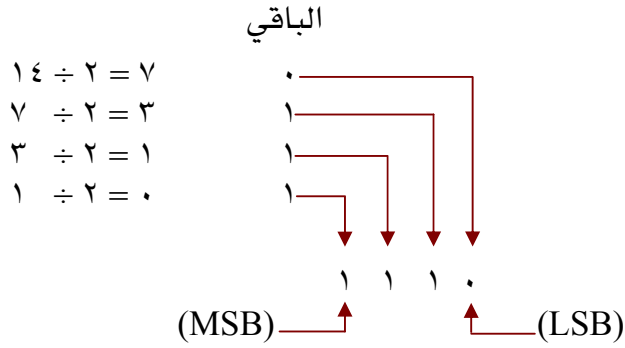 الباقي
١٤ ÷ ٢ = ٧ ٠
٧ ÷ ٢ = ٣ ١
٣ ÷ ٢ = ١ ١
١ ÷ ٢ = ٠ ١
١ ١ ١ ٠
(MSB) (LSB)